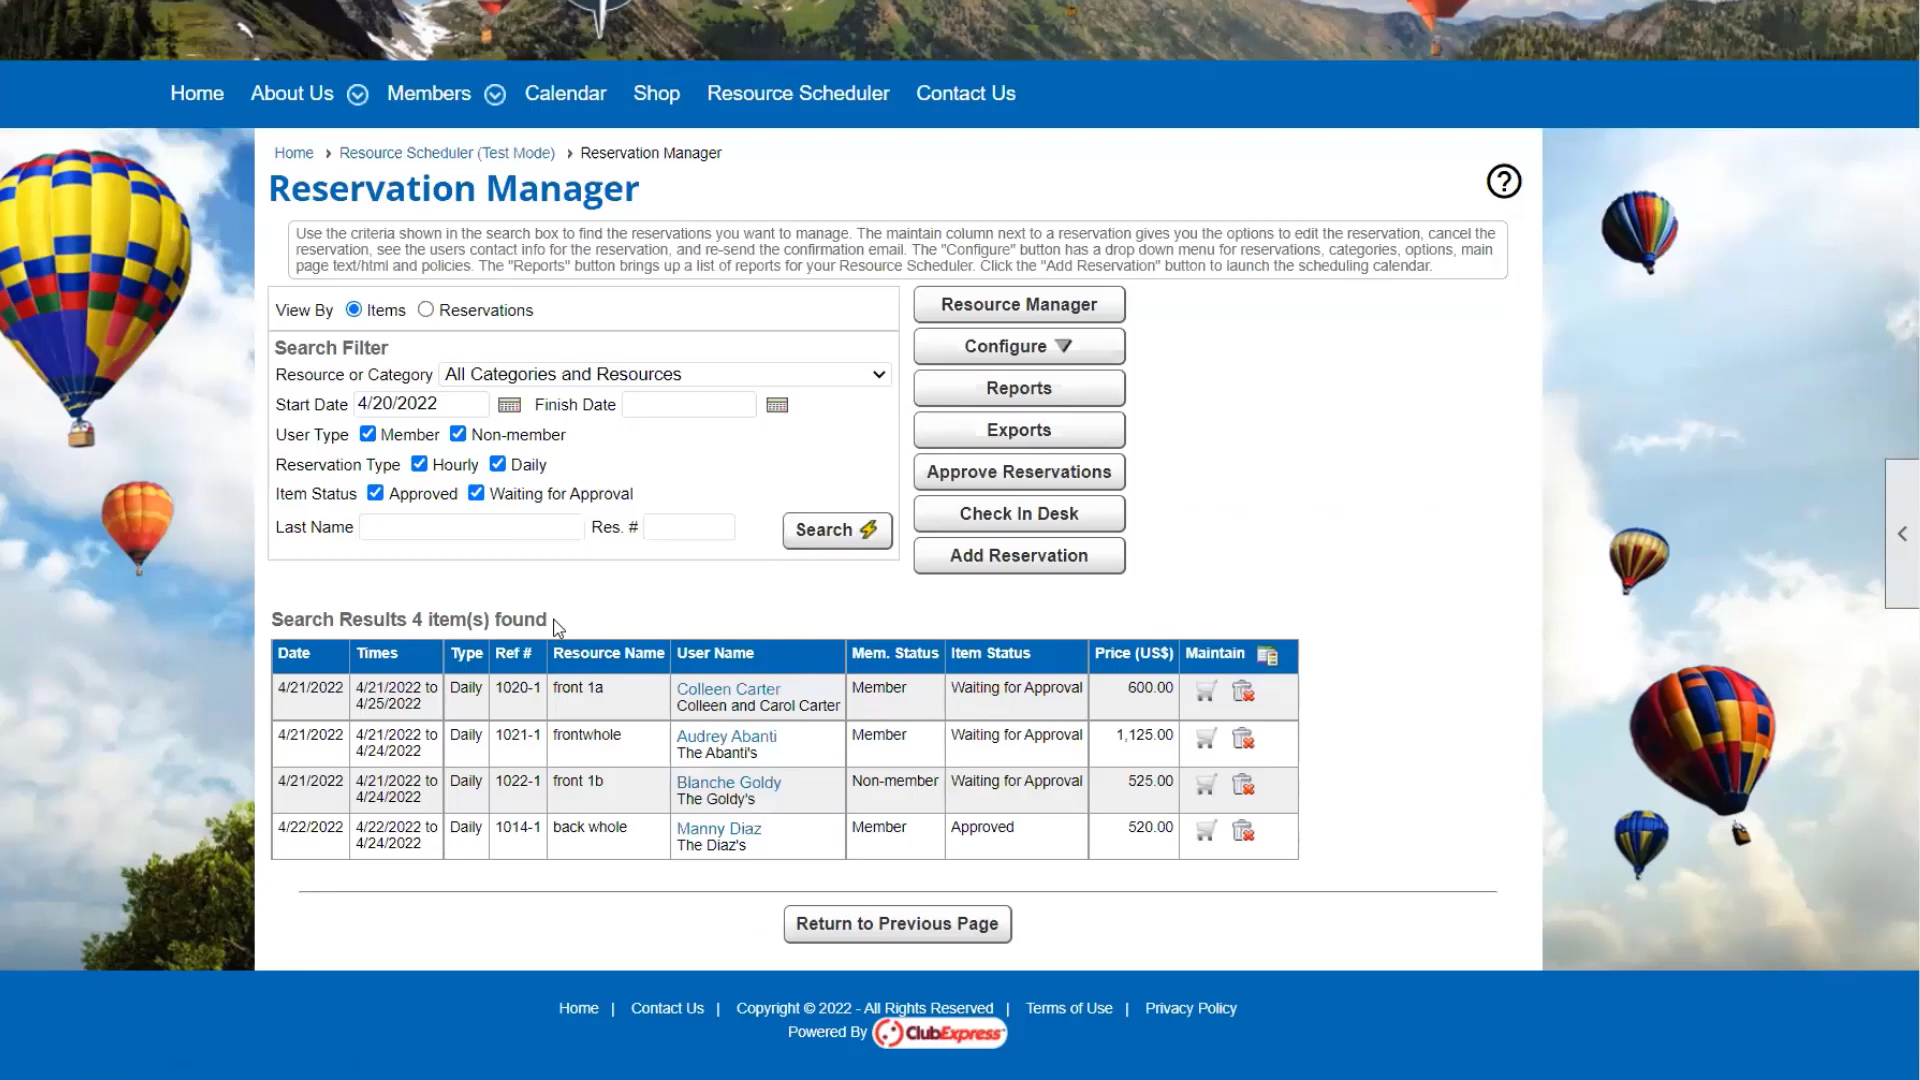 Home About Us Members Calendar Shop Resource Scheduler Contact Us
Home › Resource Scheduler (Test Mode) › Reservation Manager
Reservation Manager
Use the criteria shown in the search box to find the reservations you want to manage. The maintain column next to a reservation gives you the options to edit the reservation, cancel the
reservation, see the users contact info for the reservation, and re-send the confirmation email. The "Configure" button has a drop down menu for reservations, categories, options, main
page text/html and policies. The "Reports" button brings up a list of reports for your Resource Scheduler. Click the "Add Reservation" button to launch the scheduling calendar.
View By Items Reservations
Search Filter
Resource or Category All Categories and Resources
Start Date 4/20/2022 Finish Date
User Type Member Non-member
Reservation Type Hourly Daily
Item Status Approved Waiting for Approval
Last Name Res. # Search
Resource Manager
Configure
Reports
Exports
Approve Reservations
Check In Desk
Add Reservation
Search Results 4 item(s) found
Date Times Type Ref # Resource Name User Name Mem. Status Item Status Price (US$) Maintain
4/21/2022 4/21/2022 to Daily 1020-1 front 1a Colleen Carter Member Waiting for Approval 600.00
4/25/2022 Colleen and Carol Carter
4/21/2022 4/21/2022 to Daily 1021-1 frontwhole Audrey Abanti Member Waiting for Approval 1,125.00
4/24/2022 The Abanti's
4/21/2022 4/21/2022 to Daily 1022-1 front 1b Blanche Goldy Non-member Waiting for Approval 525.00
4/24/2022 The Goldy's
4/22/2022 4/22/2022 to Daily 1014-1 back whole Manny Diaz Member Approved 520.00
4/24/2022 The Diaz's
Return to Previous Page
Home | Contact Us | Copyright © 2022 - All Rights Reserved | Terms of Use | Privacy Policy
Powered By ClubExpress